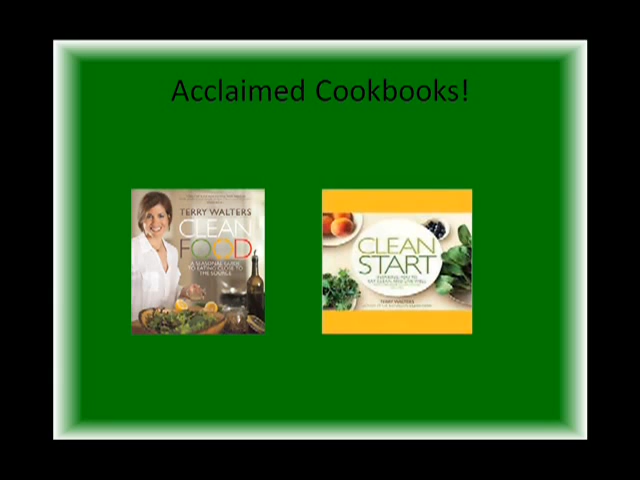 Acclaimed Cookbooks!
TERRY WALTERS
CLEAN
FOOD
A SEASONAL GUIDE
TO EATING CLOSE TO
THE SOURCE
CLEAN
START
TERRY WALTERS